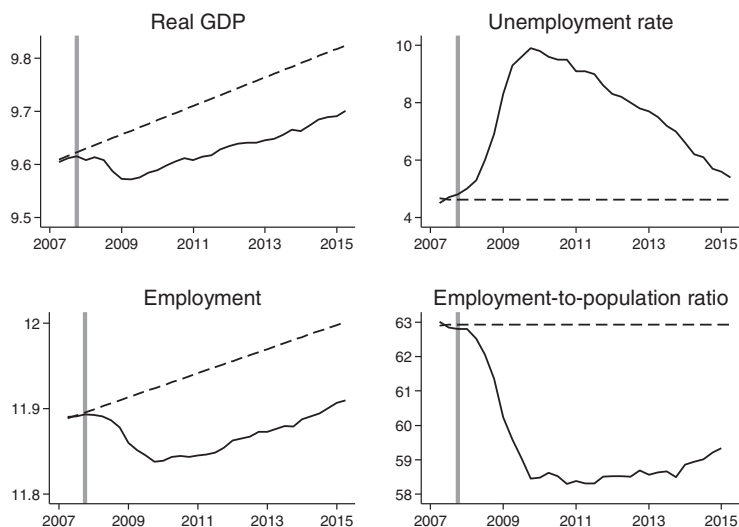 Real GDP
9.8
9.7
9.6
9.5
2007 2009 2011 2013 2015
Unemployment rate
10
8
6
4
2007 2009 2011 2013 2015
Employment
12
11.9
11.8
2007 2009 2011 2013 2015
Employment-to-population ratio
63
62
61
60
59
58
2007 2009 2011 2013 2015